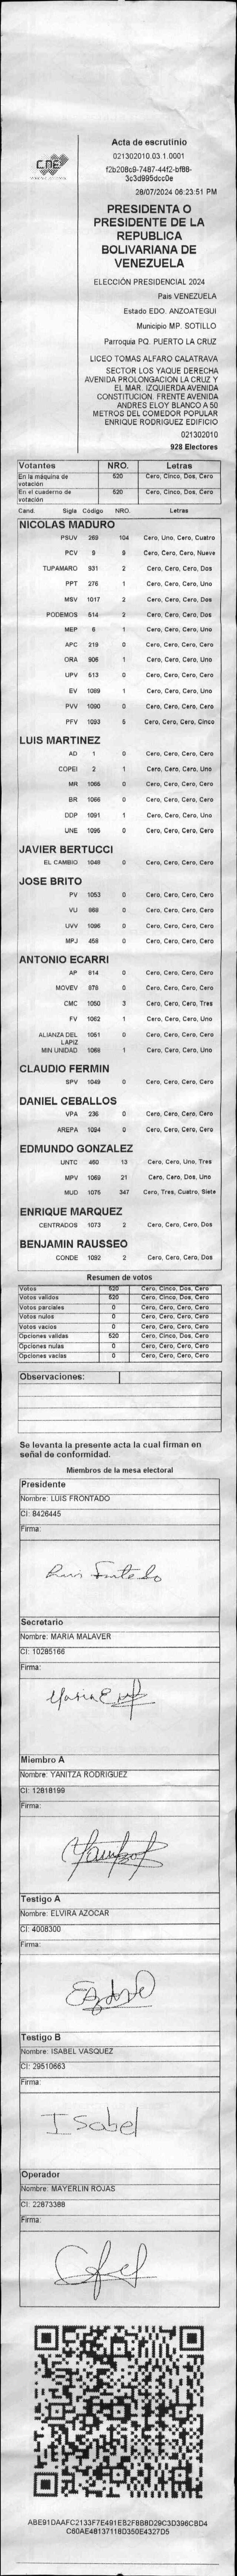 CNE
Acta de escrutinio
021302010.03.1.0001
f2b208c9-7487-44f2-bf88-
3c3d995dcc0e
28/07/2024 06:23:51 PM
PRESIDENTA O
PRESIDENTE DE LA
REPUBLICA
BOLIVARIANA DE
VENEZUELA
ELECCIÓN PRESIDENCIAL 2024
Pais VENEZUELA
Estado EDO. ANZOATEGUI
Municipio MP. SOTILLO
Parroquia PQ. PUERTO LA CRUZ
LICEO TOMAS ALFARO CALATRAVA
SECTOR LOS YAQUE DERECHA
AVENIDA PROLONGACION LA CRUZ Y
EL MAR. IZQUIERDA AVENIDA
CONSTITUCION. FRENTE AVENIDA
ANDRES ELOY BLANCO A 50
METROS DEL COMEDOR POPULAR
ENRIQUE RODRIGUEZ EDIFICIO
021302010
928 Electores
Votantes NRO. Letras
En la máquina de votación 520 Cero, Cinco, Dos, Cero
En el cuaderno de votación 520 Cero, Cinco, Dos, Cero
Cand. Sigla Código NRO. Letras
NICOLAS MADURO
PSUV 269 104 Cero, Uno, Cero, Cuatro
PCV 9 9 Cero, Cero, Cero, Nueve
TUPAMARO 931 2 Cero, Cero, Cero, Dos
PPT 276 1 Cero, Cero, Cero, Uno
MSV 1017 2 Cero, Cero, Cero, Dos
PODEMOS 514 2 Cero, Cero, Cero, Dos
MEP 6 1 Cero, Cero, Cero, Uno
APC 219 0 Cero, Cero, Cero, Cero
ORA 906 1 Cero, Cero, Cero, Uno
UPV 513 0 Cero, Cero, Cero, Cero
EV 1089 1 Cero, Cero, Cero, Uno
PVV 1090 0 Cero, Cero, Cero, Cero
PFV 1093 5 Cero, Cero, Cero, Cinco
LUIS MARTINEZ
AD 1 0 Cero, Cero, Cero, Cero
COPEI 2 1 Cero, Cero, Cero, Uno
MR 1065 0 Cero, Cero, Cero, Cero
BR 1066 0 Cero, Cero, Cero, Cero
DDP 1091 1 Cero, Cero, Cero, Uno
UNE 1095 0 Cero, Cero, Cero, Cero
JAVIER BERTUCCI
EL CAMBIO 1048 0 Cero, Cero, Cero, Cero
JOSE BRITO
PV 1053 0 Cero, Cero, Cero, Cero
VU 988 0 Cero, Cero, Cero, Cero
UVV 1096 0 Cero, Cero, Cero, Cero
MPJ 458 0 Cero, Cero, Cero, Cero
ANTONIO ECARRI
AP 814 0 Cero, Cero, Cero, Cero
MOVEV 878 0 Cero, Cero, Cero, Cero
CMC 1050 3 Cero, Cero, Cero, Tres
FV 1062 1 Cero, Cero, Cero, Uno
ALIANZA DEL LAPIZ 1061 0 Cero, Cero, Cero, Cero
MIN UNIDAD 1068 1 Cero, Cero, Cero, Uno
CLAUDIO FERMIN
SPV 1049 0 Cero, Cero, Cero, Cero
DANIEL CEBALLOS
VPA 236 0 Cero, Cero, Cero, Cero
AREPA 1094 0 Cero, Cero, Cero, Cero
EDMUNDO GONZALEZ
UNTC 460 13 Cero, Cero, Uno, Tres
MPV 1069 21 Cero, Cero, Dos, Uno
MUD 1075 347 Cero, Tres, Cuatro, Siete
ENRIQUE MARQUEZ
CENTRADOS 1073 2 Cero, Cero, Cero, Dos
BENJAMIN RAUSSEO
CONDE 1092 2 Cero, Cero, Cero, Dos
Resumen de votos
Votos 520 Cero, Cinco, Dos, Cero
Votos validos 520 Cero, Cinco, Dos, Cero
Votos parciales 0 Cero, Cero, Cero, Cero
Votos nulos 0 Cero, Cero, Cero, Cero
Votos vacios 0 Cero, Cero, Cero, Cero
Opciones validas 520 Cero, Cinco, Dos, Cero
Opciones nulas 0 Cero, Cero, Cero, Cero
Opciones vacias 0 Cero, Cero, Cero, Cero
Observaciones:
Se levanta la presente acta la cual firman en
señal de conformidad.
Miembros de la mesa electoral
Presidente
Nombre: LUIS FRONTADO
CI: 8426445
Firma:
Secretario
Nombre: MARIA MALAVER
CI: 10285166
Firma:
Miembro A
Nombre: YANITZA RODRIGUEZ
CI: 12818199
Firma:
Testigo A
Nombre: ELVIRA AZOCAR
CI: 4008300
Firma:
Testigo B
Nombre: ISABEL VASQUEZ
CI: 29510663
Firma:
Isabel
Operador
Nombre: MAYERLIN ROJAS
CI: 22873388
Firma:
ABE91DAAFC2133F7E491EB2F8B8D29C3D396CBD4
C60AE48137118D350E4327D5